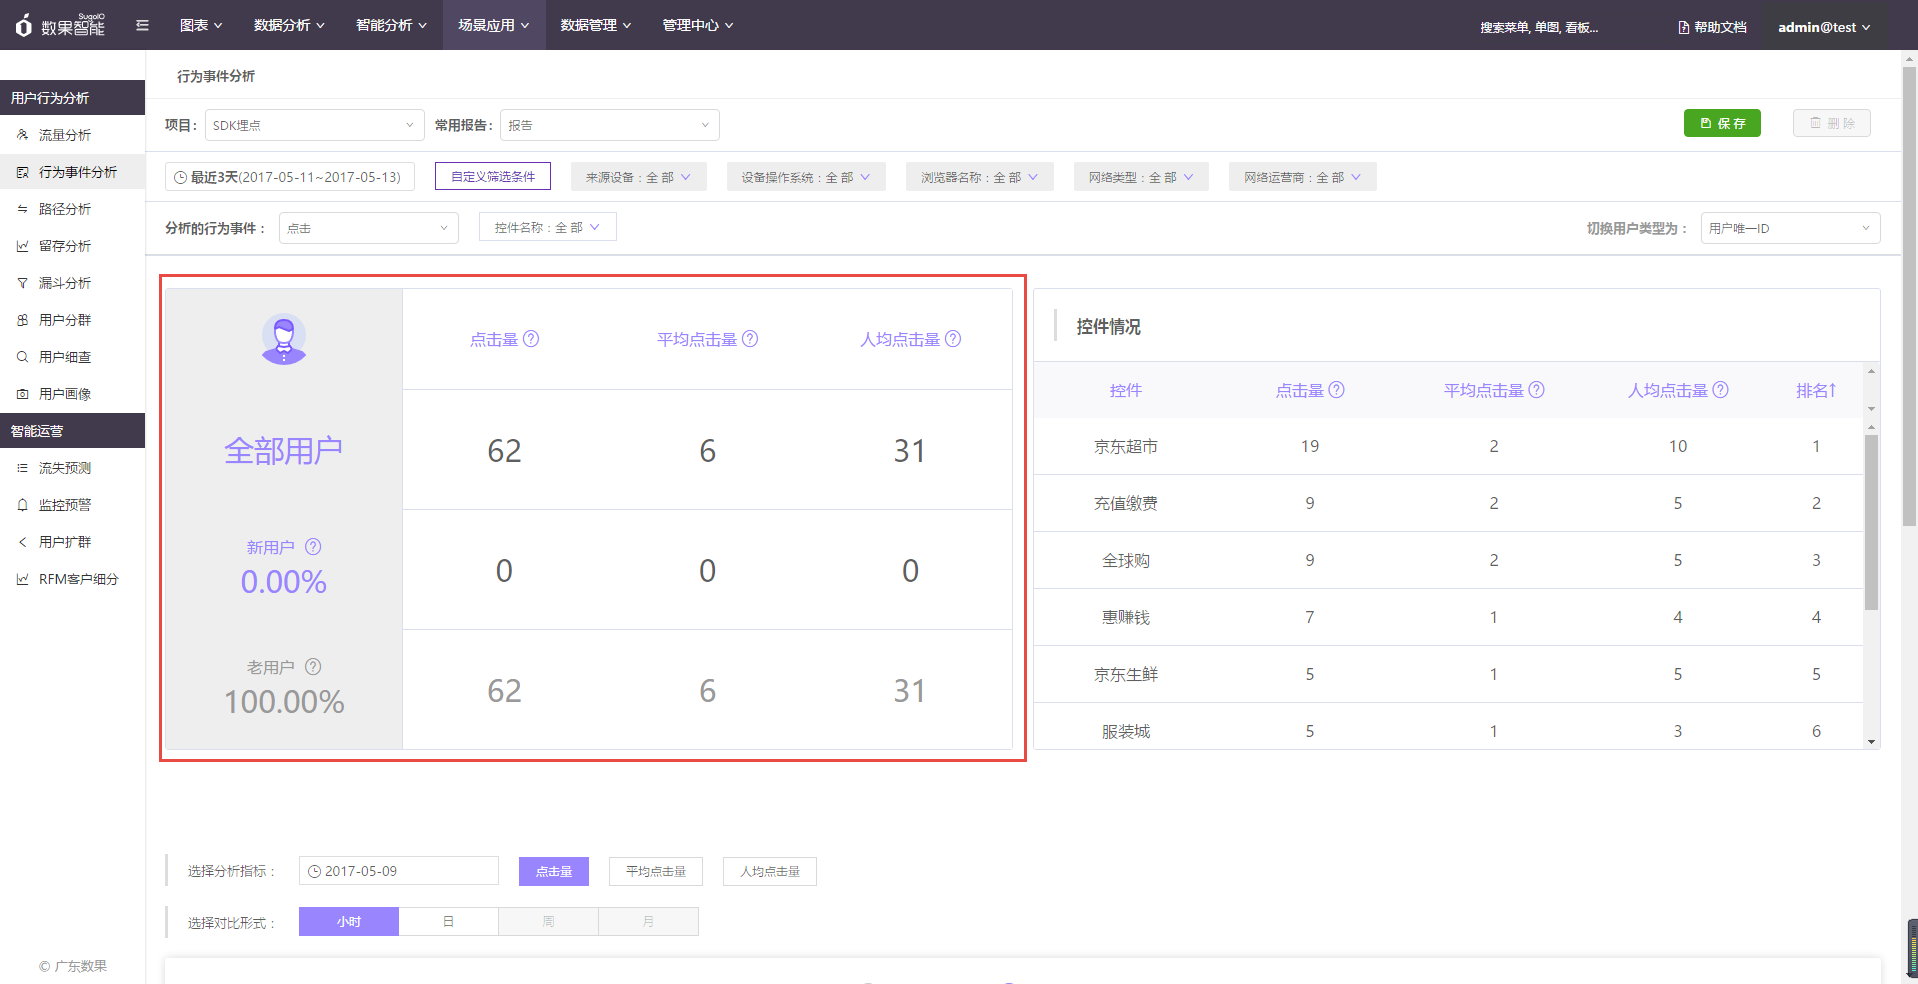 SugoIO
数果智能
图表
数据分析
智能分析
场景应用
数据管理
管理中心
搜索菜单, 单图, 看板...
帮助文档
admin@test
用户行为分析
流量分析
行为事件分析
路径分析
留存分析
漏斗分析
用户分群
用户细查
用户画像
智能运营
流失预测
监控预警
用户扩群
RFM客户细分
© 广东数果
行为事件分析
项目： SDK埋点 常用报告： 报告 保 存 删 除
最近3天(2017-05-11~2017-05-13) 自定义筛选条件 来源设备：全 部 设备操作系统：全 部 浏览器名称：全 部 网络类型：全 部 网络运营商：全 部
分析的行为事件： 点击 控件名称：全 部 切换用户类型为： 用户唯一ID
点击量 平均点击量 人均点击量
全部用户 62 6 31
新用户
0.00% 0 0 0
老用户
100.00% 62 6 31
控件情况
控件 点击量 平均点击量 人均点击量 排名↑
京东超市 19 2 10 1
充值缴费 9 2 5 2
全球购 9 2 5 3
惠赚钱 7 1 4 4
京东生鲜 5 1 5 5
服装城 5 1 3 6
选择分析指标： 2017-05-09 点击量 平均点击量 人均点击量
选择对比形式： 小时 日 周 月